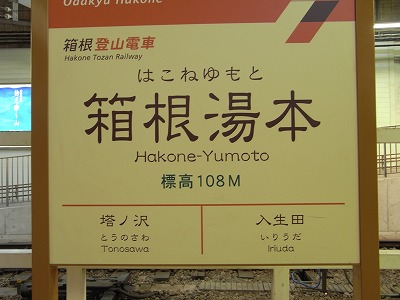 Odakyu Hakone
箱根登山電車
Hakone Tozan Railway
はこねゆもと
箱根湯本
Hakone-Yumoto
標高108M
塔ノ沢
とうのさわ
Tonosawa
入生田
いりうだ
Iriuda